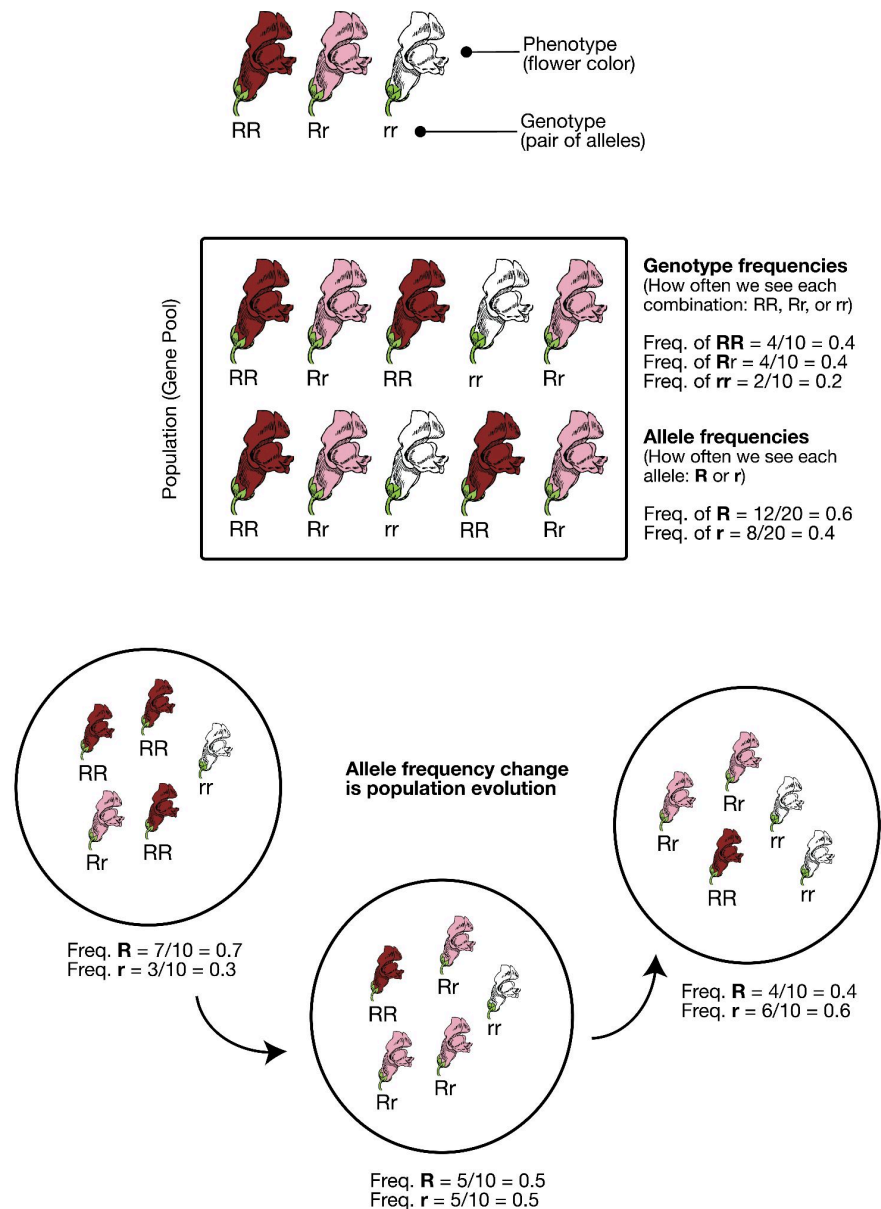 Phenotype
(flower color)
Genotype
(pair of alleles)
RR Rr rr
Population (Gene Pool)
RR Rr RR rr Rr
RR Rr rr RR Rr
Genotype frequencies
(How often we see each
combination: RR, Rr, or rr)
Freq. of RR = 4/10 = 0.4
Freq. of Rr = 4/10 = 0.4
Freq. of rr = 2/10 = 0.2
Allele frequencies
(How often we see each
allele: R or r)
Freq. of R = 12/20 = 0.6
Freq. of r = 8/20 = 0.4
Allele frequency change
is population evolution
RR
RR
rr
Rr
RR
Freq. R = 7/10 = 0.7
Freq. r = 3/10 = 0.3
RR
Rr
rr
Rr
Rr
Freq. R = 5/10 = 0.5
Freq. r = 5/10 = 0.5
Rr
Rr
rr
RR
rr
Freq. R = 4/10 = 0.4
Freq. r = 6/10 = 0.6